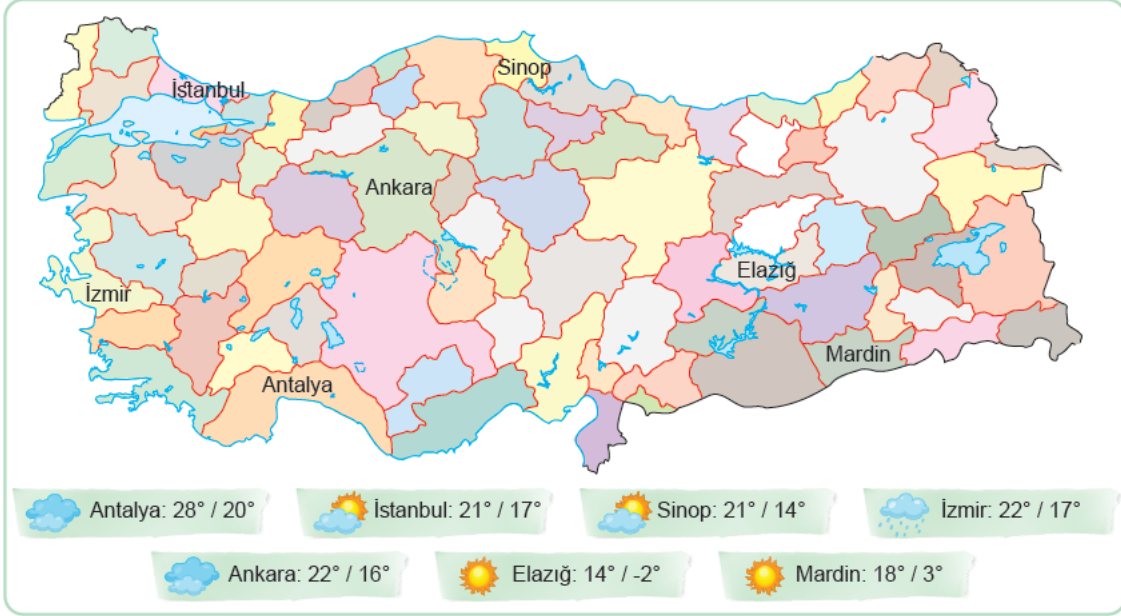 Sinop
İstanbul
Ankara
Elazığ
İzmir
Mardin
Antalya
Antalya: 28° / 20°
İstanbul: 21° / 17°
Sinop: 21° / 14°
İzmir: 22° / 17°
Ankara: 22° / 16°
Elazığ: 14° / -2°
Mardin: 18° / 3°